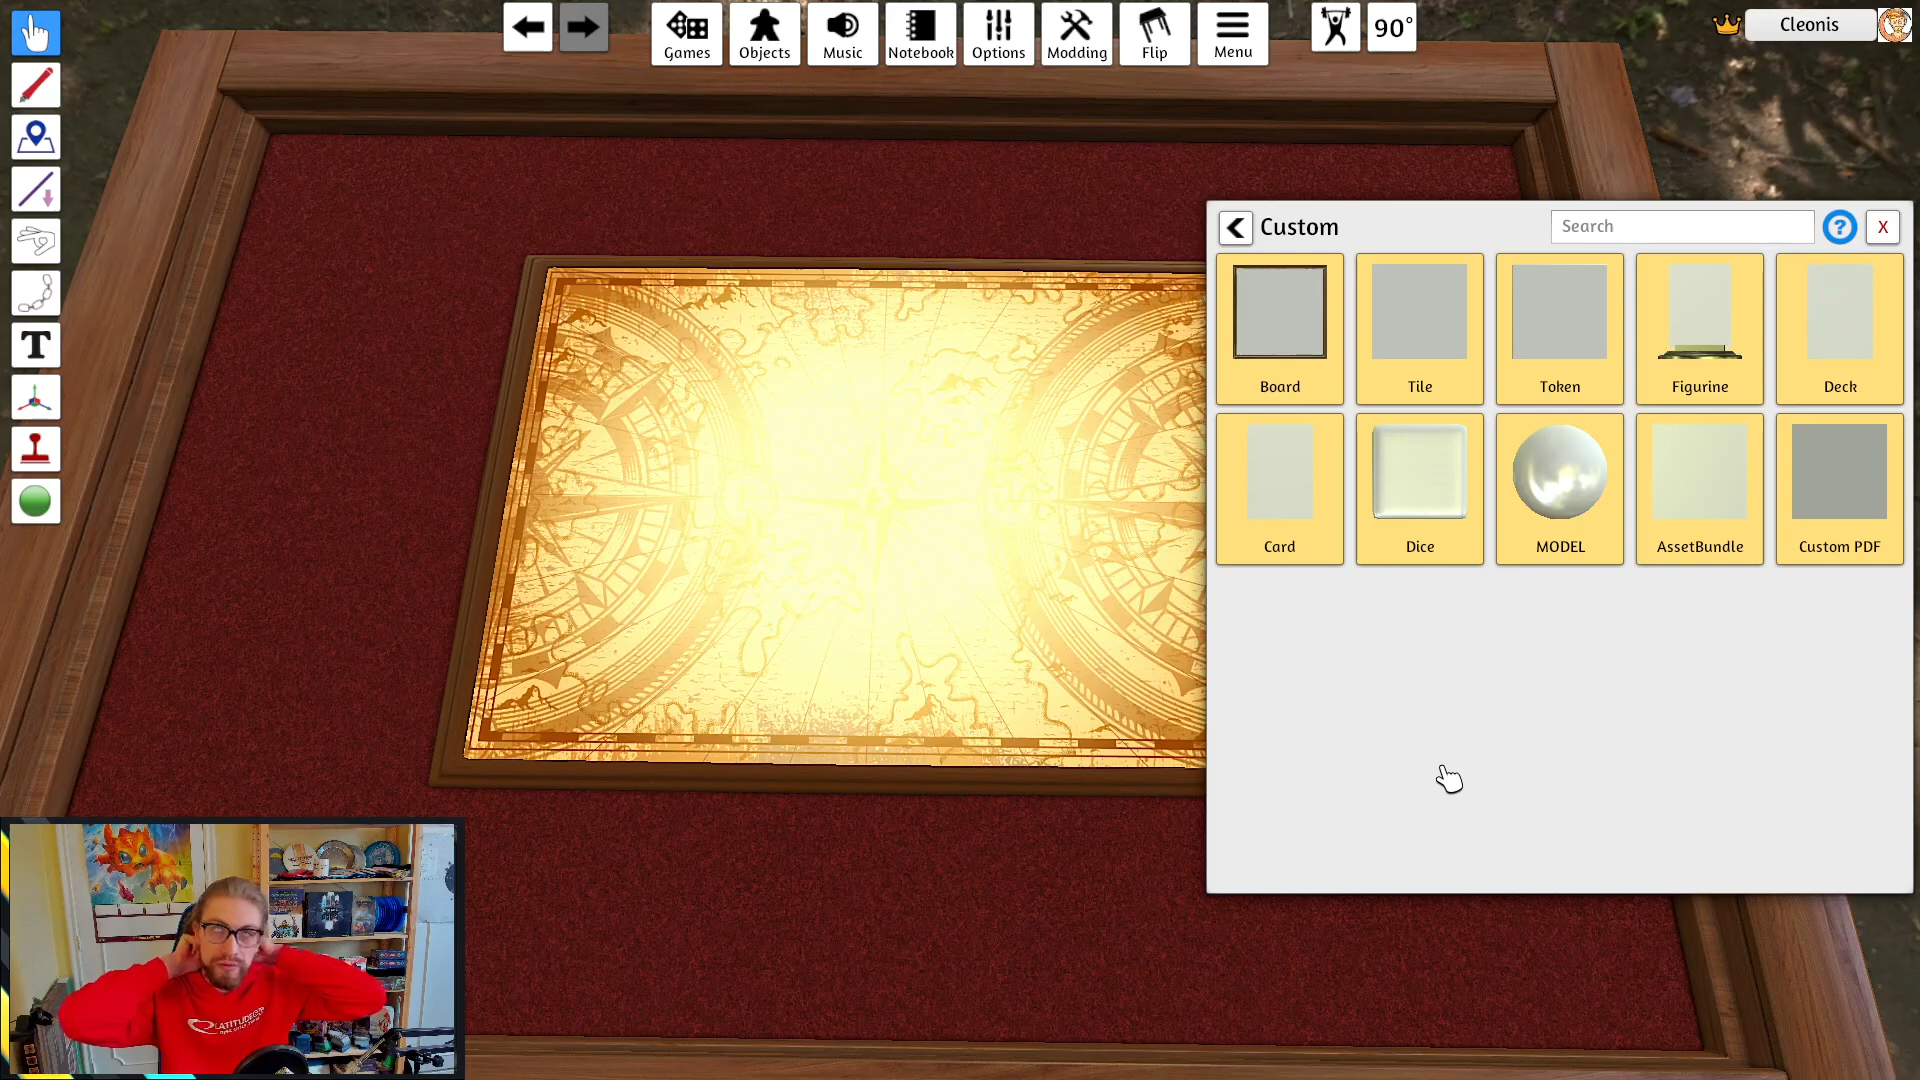 Games
Objects
Music
Notebook
Options
Modding
Flip
Menu
90°
Cleonis
T
Custom
Search
?
X
Board
Tile
Token
Figurine
Deck
Card
Dice
MODEL
AssetBundle
Custom PDF
LATITUDE